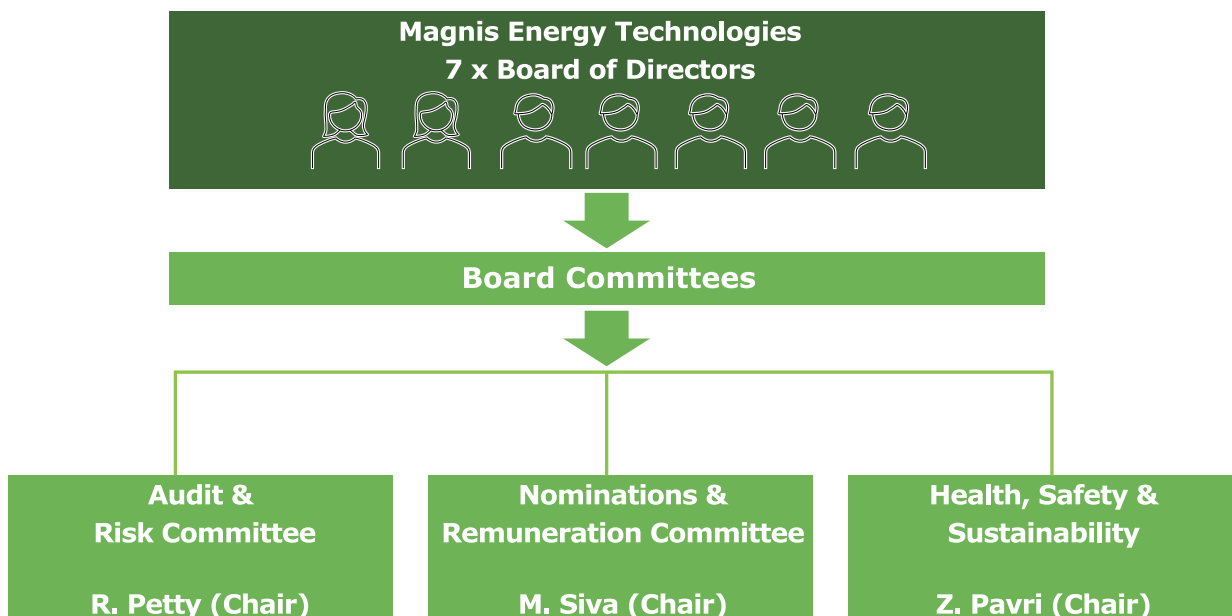 Magnis Energy Technologies
7 x Board of Directors
Board Committees
Audit &
Risk Committee
R. Petty (Chair)
Nominations &
Remuneration Committee
M. Siva (Chair)
Health, Safety &
Sustainability
Z. Pavri (Chair)